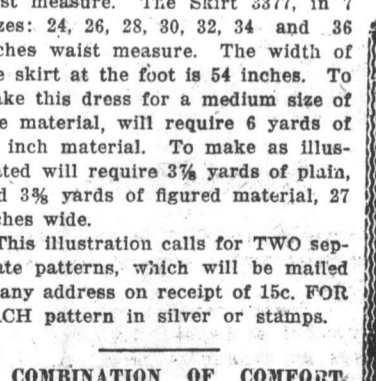 st measure. The Skirt 3377, in 7
zes: 24, 26, 28, 30, 32, 34 and 36
ches waist measure. The width of
e skirt at the foot is 54 inches. To
ake this dress for a medium size of
e material, will require 6 yards of
inch material. To make as illus-
ated will require 3⅞ yards of plain,
d 3⅜ yards of figured material, 27
ches wide.
This illustration calls for TWO sep-
ate patterns, which will be mailed
any address on receipt of 15c. FOR
ACH pattern in silver or stamps.
COMBINATION OF COMFORT